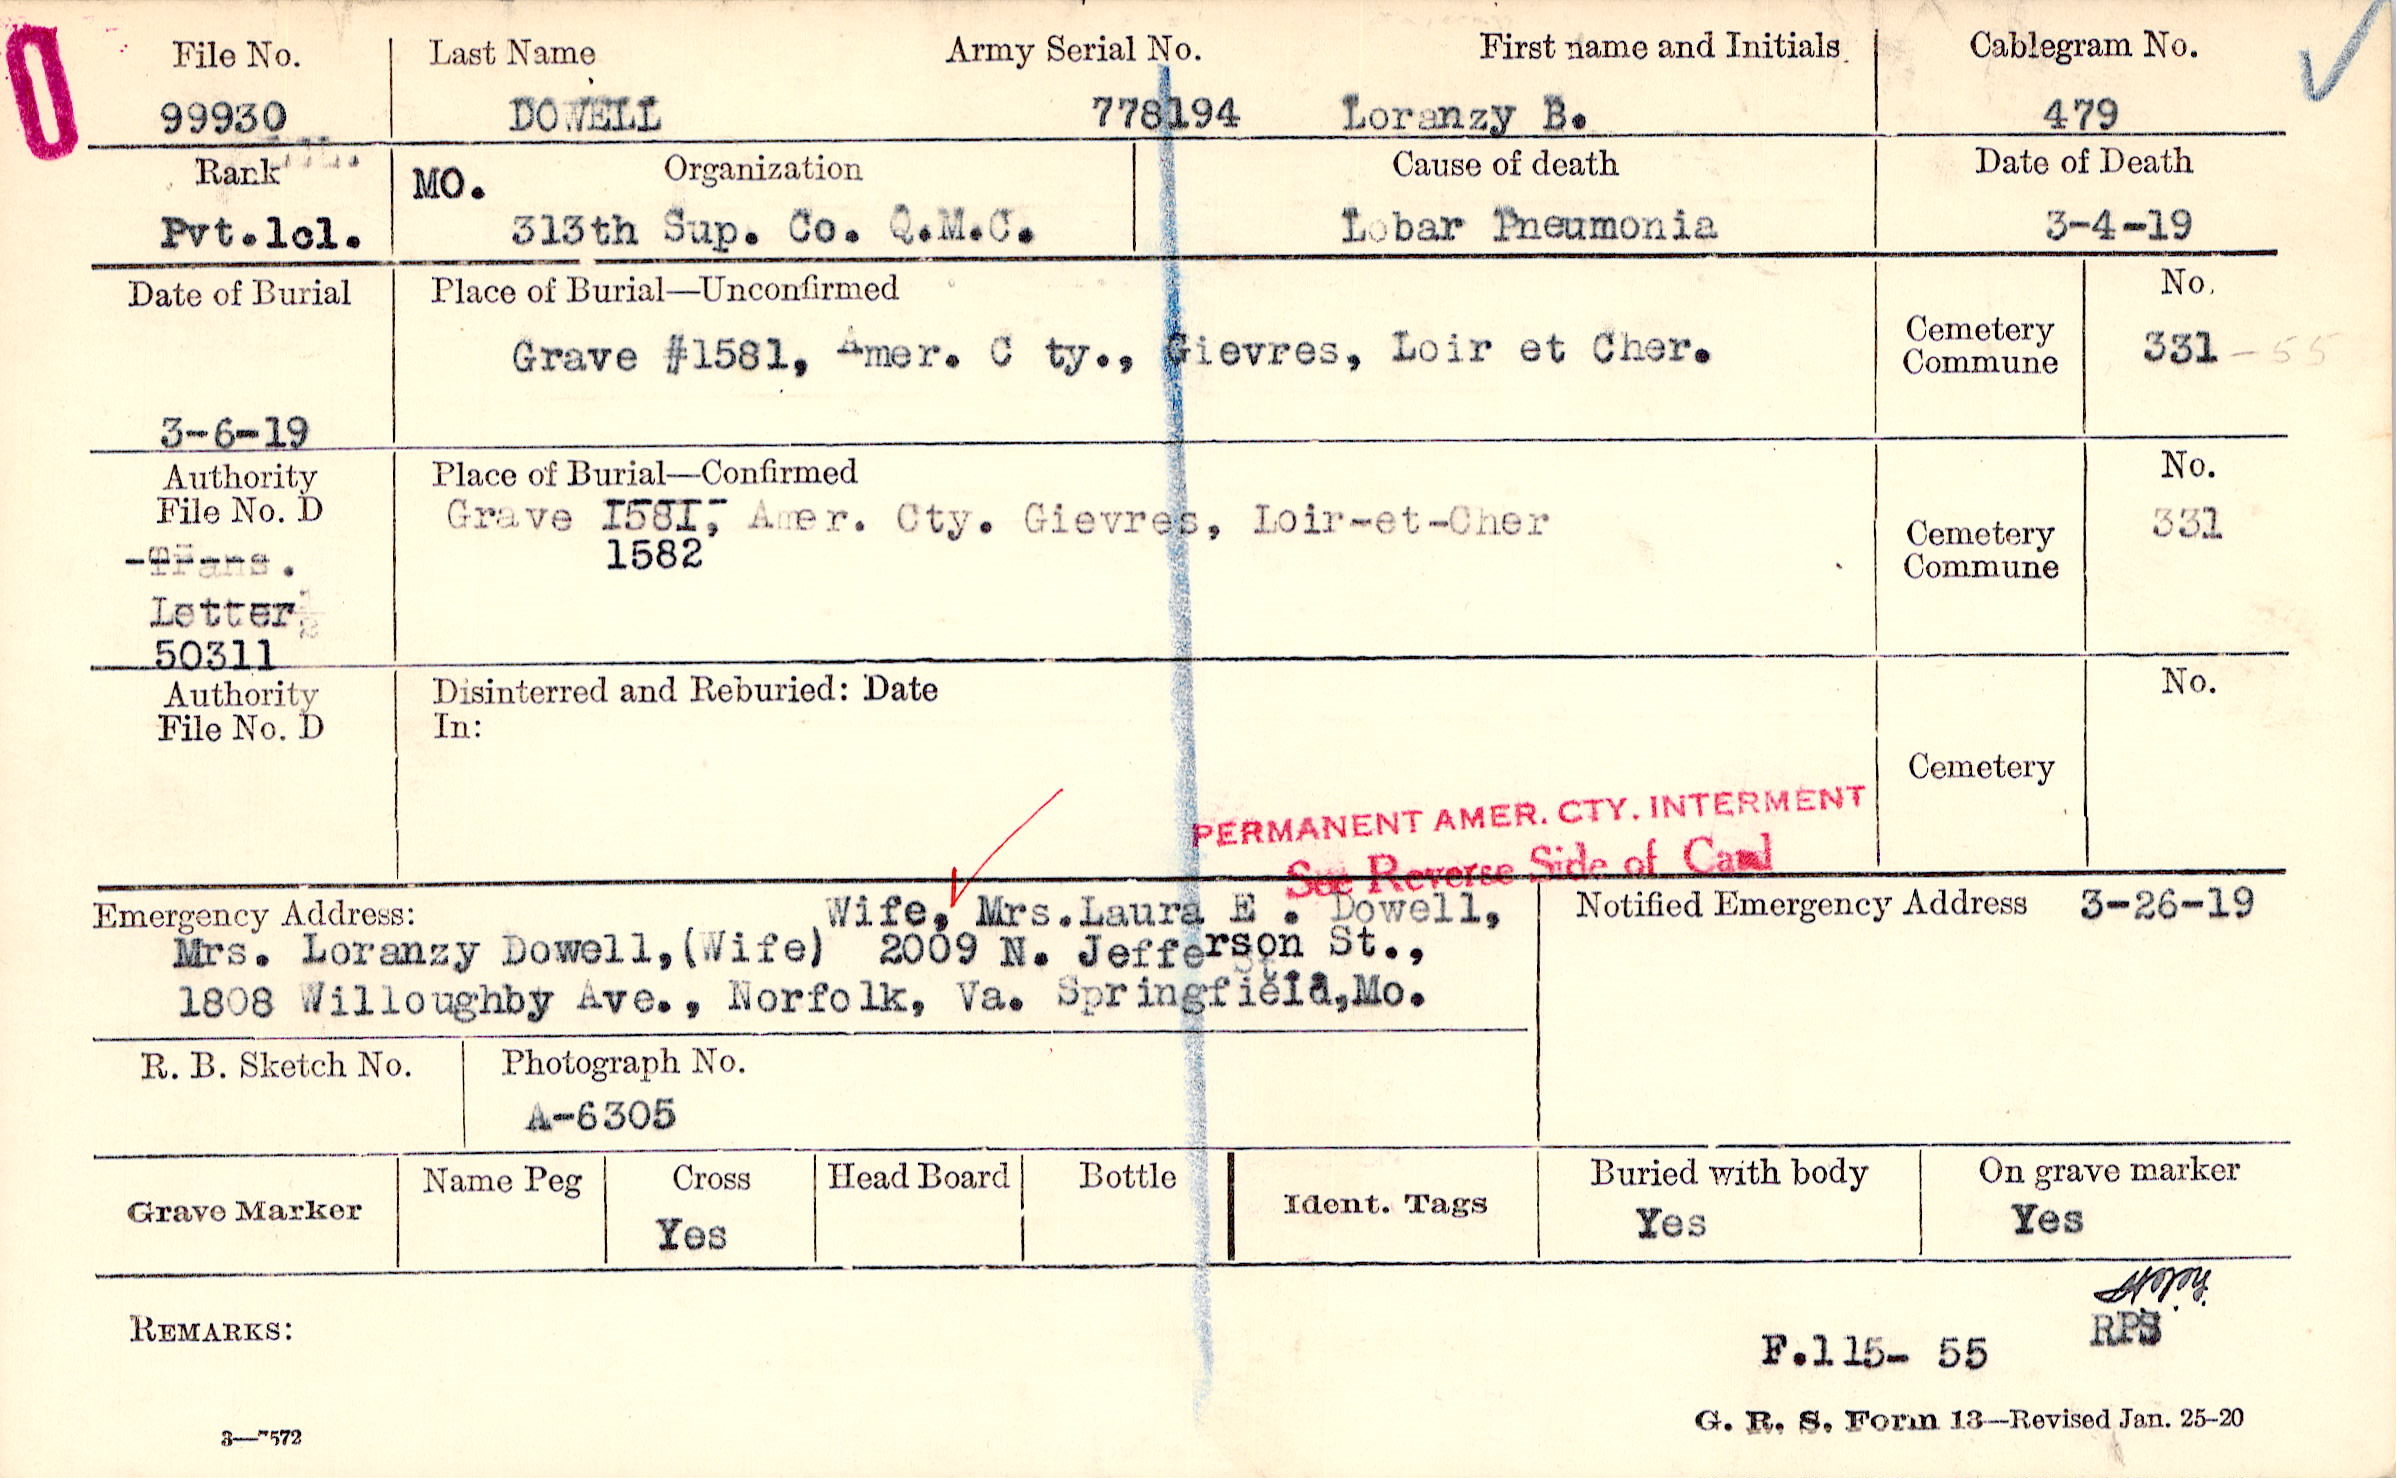 File No. Last Name Army Serial No. First name and Initials Cablegram No.
99930 DOWELL 778194 Loranzy B. 479
Rank MO. Organization Cause of death Date of Death
Pvt.1cl. 313th Sup. Co. Q.M.C. Lobar Pneumonia 3-4-19
Date of Burial Place of Burial—Unconfirmed No.
Grave #1581, Amer. C ty., Gievres, Loir et Cher. Cemetery Commune 331 - 55
3-6-19
Authority File No. D Place of Burial—Confirmed No.
Grave 1581, Amer. Cty. Gievres, Loir-et-Cher 331
1582 Cemetery Commune
Trans.
Letter
50311
Authority File No. D Disinterred and Reburied: Date No.
In:
Cemetery
PERMANENT AMER. CTY. INTERMENT
See Reverse Side of Card
Emergency Address: Wife, Mrs.Laura E . Dowell, Notified Emergency Address 3-26-19
Mrs. Loranzy Dowell,(Wife) 2009 N. Jefferson St.,
1808 Willoughby Ave., Norfolk, Va. Springfield,Mo.
R. B. Sketch No. Photograph No.
A-6305
Grave Marker Name Peg Cross Head Board Bottle Ident. Tags Buried with body On grave marker
Yes Yes Yes
REMARKS:
RPS
F.115- 55
3—7572 G. R. S. Form 13—Revised Jan. 25-20